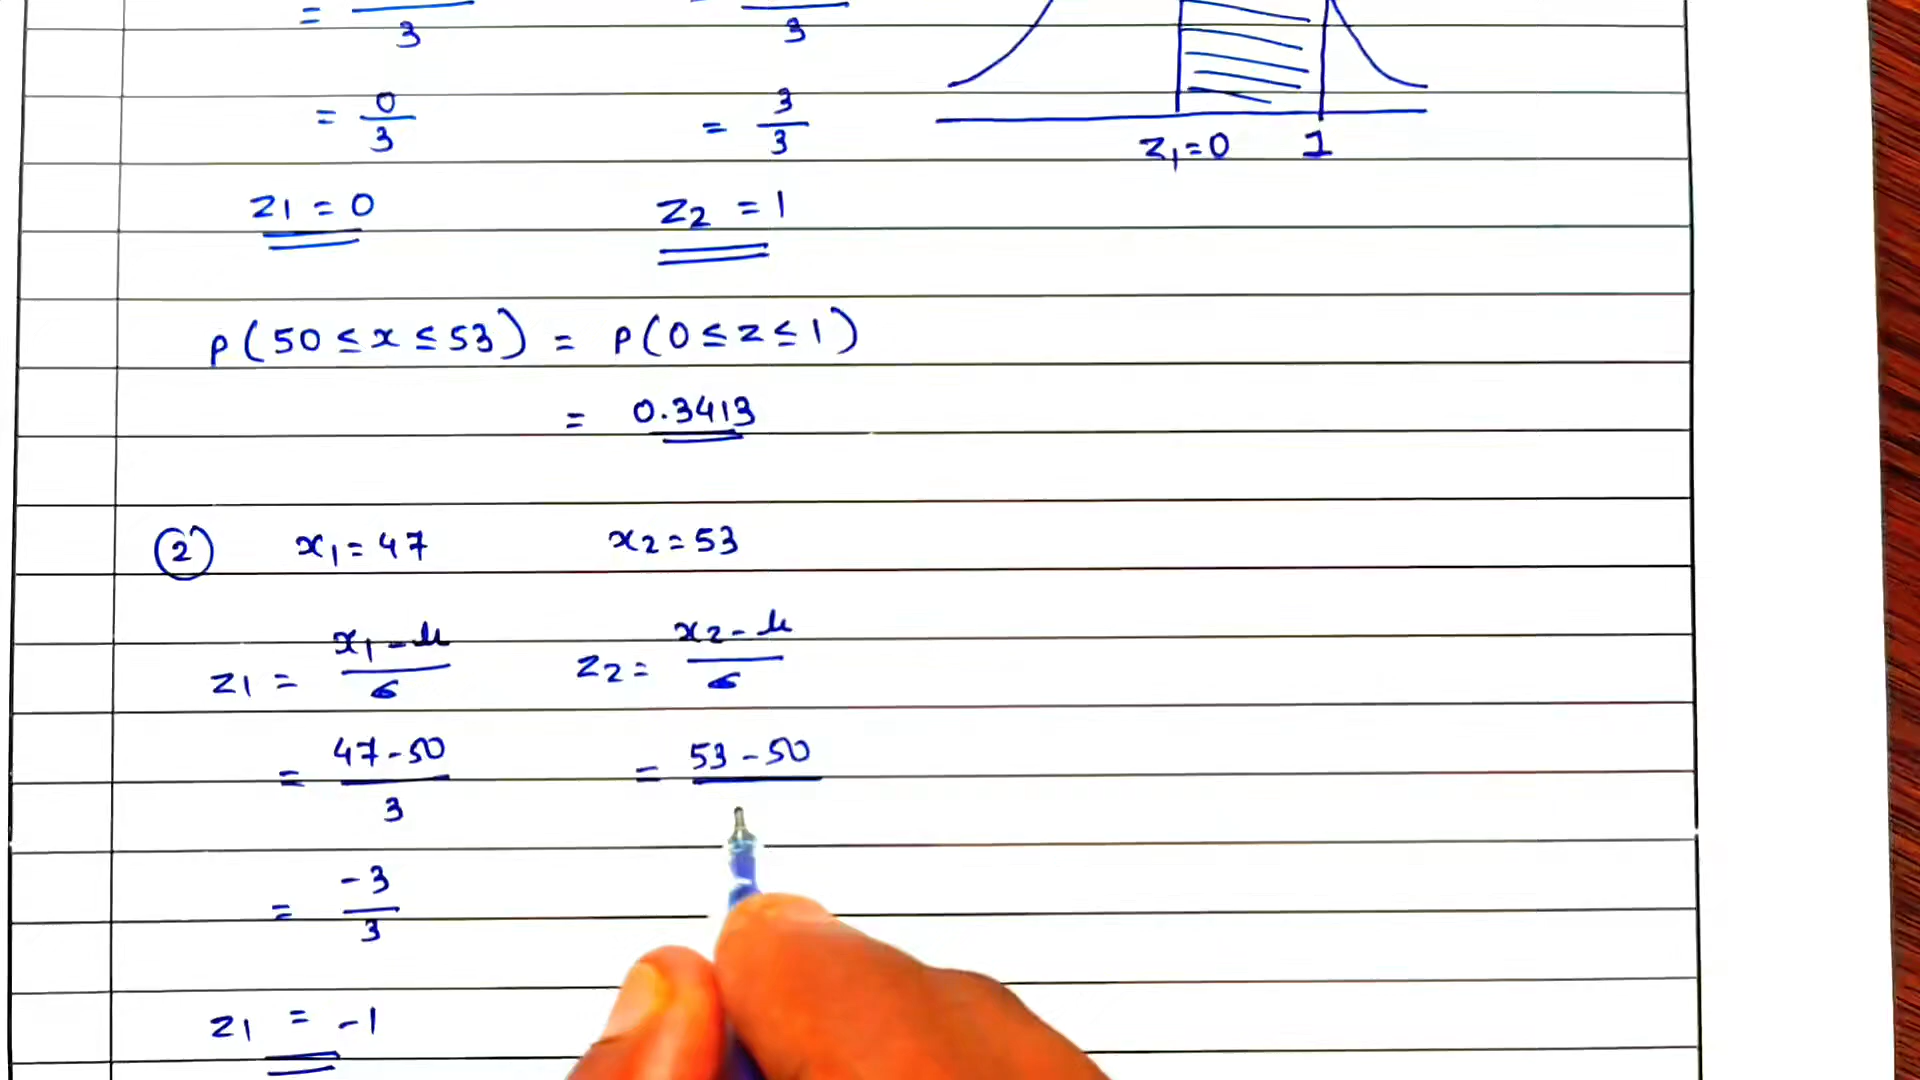 = ――― = ―――
3 3
= 0/3 = 3/3
z1=0 1
z1 = 0 z2 = 1
P(50 ≤ x ≤ 53) = P(0 ≤ z ≤ 1)
= 0.3413
② x1 = 47 x2 = 53
z1 = (x1 - μ)/σ z2 = (x2 - μ)/σ
= (47 - 50)/3 = 53 - 50
= -3/3
z1 = -1